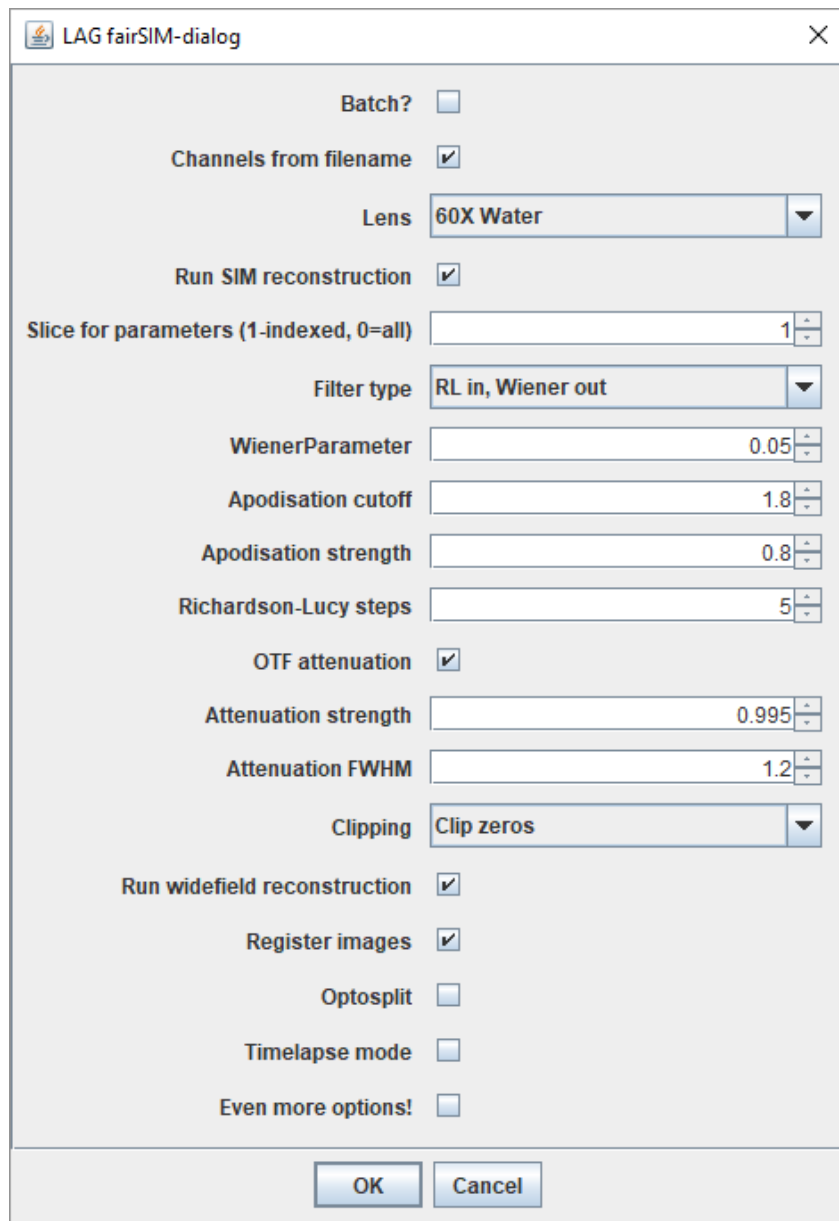 LAG fairSIM-dialog
Batch?
Channels from filename
Lens 60X Water
Run SIM reconstruction
Slice for parameters (1-indexed, 0=all) 1
Filter type RL in, Wiener out
WienerParameter 0.05
Apodisation cutoff 1.8
Apodisation strength 0.8
Richardson-Lucy steps 5
OTF attenuation
Attenuation strength 0.995
Attenuation FWHM 1.2
Clipping Clip zeros
Run widefield reconstruction
Register images
Optosplit
Timelapse mode
Even more options!
OK Cancel